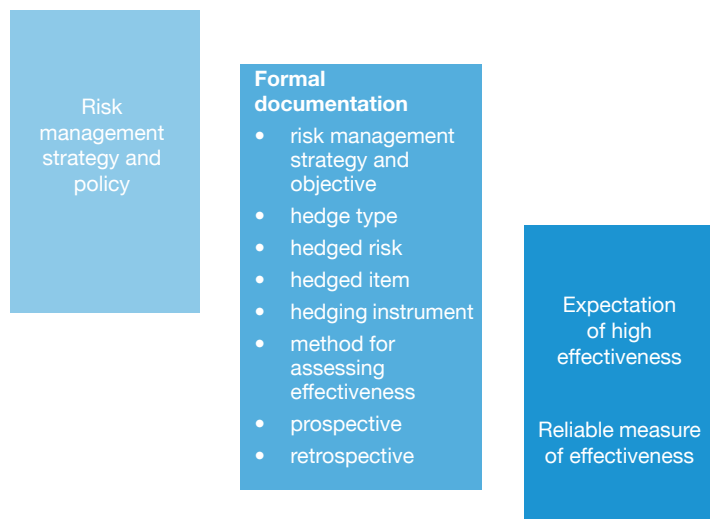 Risk
management
strategy and
policy
Formal
documentation
• risk management
strategy and
objective
• hedge type
• hedged risk
• hedged item
• hedging instrument
• method for
assessing
effectiveness
• prospective
• retrospective
Expectation
of high
effectiveness
Reliable measure
of effectiveness